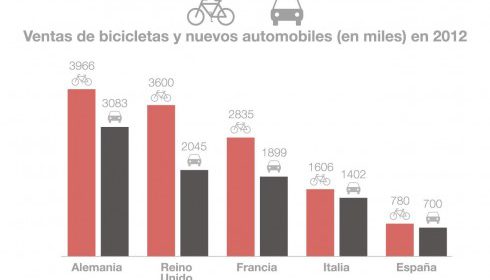 Ventas de bicicletas y nuevos automobiles (en miles) en 2012
3966
3083
3600
2045
2835
1899
1606
1402
780
700
Alemania
Reino
Unido
Francia
Italia
España